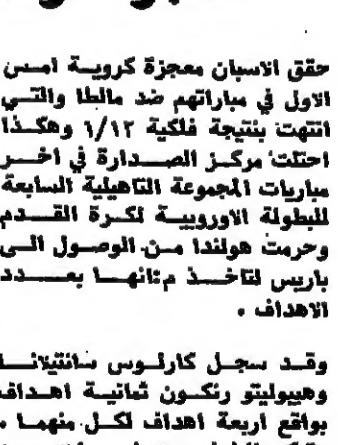 حقق الاسبان معجزة كروية امس
الاول في مباراتهم ضد مالطا والتي
انتهت بنتيجة فلكية ١/١٢ وهكذا
احتلت مركز الصدارة في اخر
مباريات المجموعة التاهيلية السابعة
للبطولة الاوروبية لكرة القدم
وحرمت هولندا من الوصول الى
باريس لتاخذ مكانها بعدد
الاهداف .
وقد سجل كارلوس سانتيلانا
وهيبوليتو رنكون ثمانية اهداف
بواقع اربعة اهداف لكل منهما .